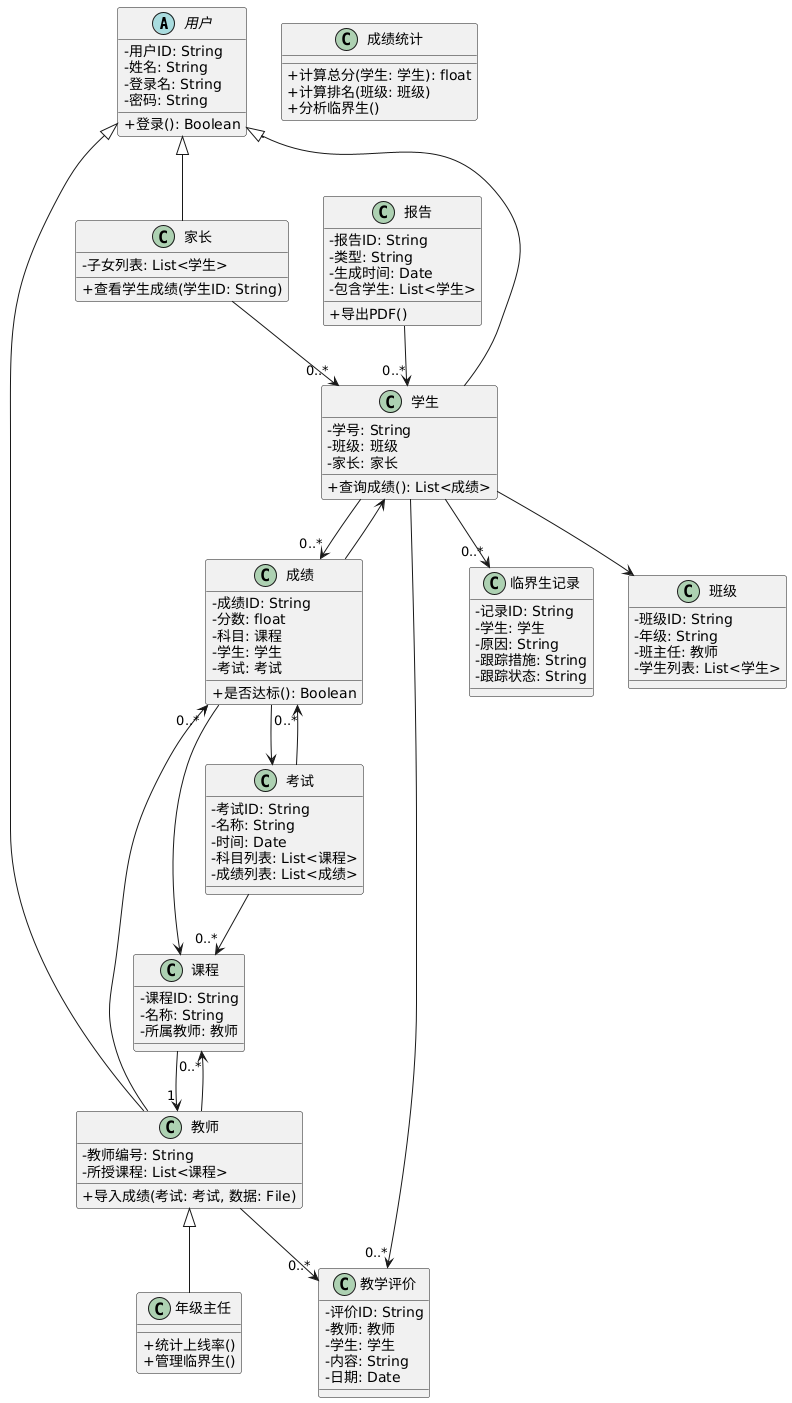 A 用户
-用户ID: String
-姓名: String
-登录名: String
-密码: String
+登录(): Boolean
C 成绩统计
+计算总分(学生: 学生): float
+计算排名(班级: 班级)
+分析临界生()
C 家长
-子女列表: List<学生>
+查看学生成绩(学生ID: String)
C 报告
-报告ID: String
-类型: String
-生成时间: Date
-包含学生: List<学生>
+导出PDF()
0..*
0..*
C 学生
-学号: String
-班级: 班级
-家长: 家长
+查询成绩(): List<成绩>
0..*
0..*
C 成绩
-成绩ID: String
-分数: float
-科目: 课程
-学生: 学生
-考试: 考试
+是否达标(): Boolean
C 临界生记录
-记录ID: String
-学生: 学生
-原因: String
-跟踪措施: String
-跟踪状态: String
C 班级
-班级ID: String
-年级: String
-班主任: 教师
-学生列表: List<学生>
0..*
0..*
C 考试
-考试ID: String
-名称: String
-时间: Date
-科目列表: List<课程>
-成绩列表: List<成绩>
0..*
C 课程
-课程ID: String
-名称: String
-所属教师: 教师
0..*
1
C 教师
-教师编号: String
-所授课程: List<课程>
+导入成绩(考试: 考试, 数据: File)
0..*
0..*
C 年级主任
+统计上线率()
+管理临界生()
C 教学评价
-评价ID: String
-教师: 教师
-学生: 学生
-内容: String
-日期: Date